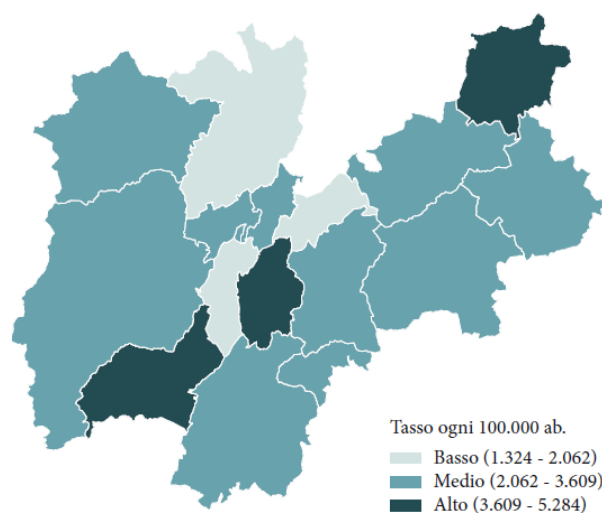 Tasso ogni 100.000 ab.
Basso (1.324 - 2.062)
Medio (2.062 - 3.609)
Alto (3.609 - 5.284)